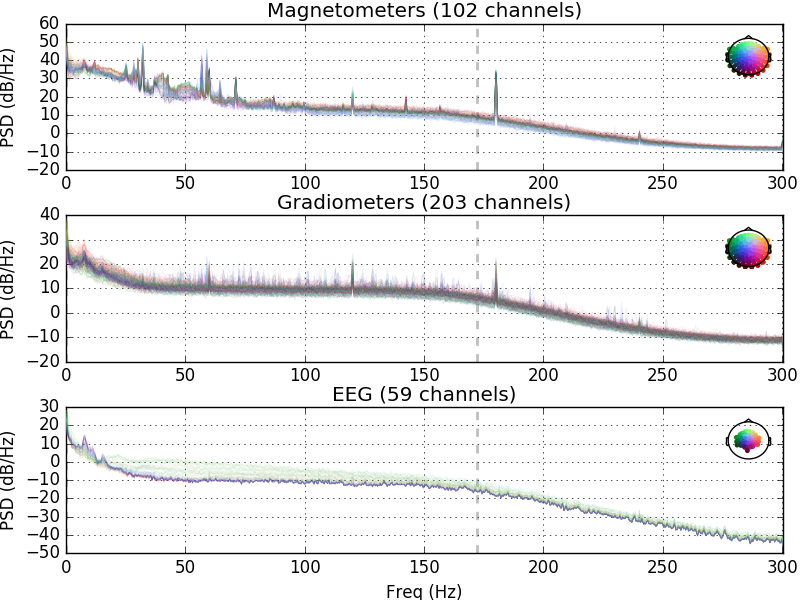 Magnetometers (102 channels)
PSD (dB/Hz)
60
50
40
30
20
10
0
−10
−20
0 50 100 150 200 250 300
Gradiometers (203 channels)
PSD (dB/Hz)
40
30
20
10
0
−10
−20
0 50 100 150 200 250 300
EEG (59 channels)
PSD (dB/Hz)
30
20
10
0
−10
−20
−30
−40
−50
0 50 100 150 200 250 300
Freq (Hz)